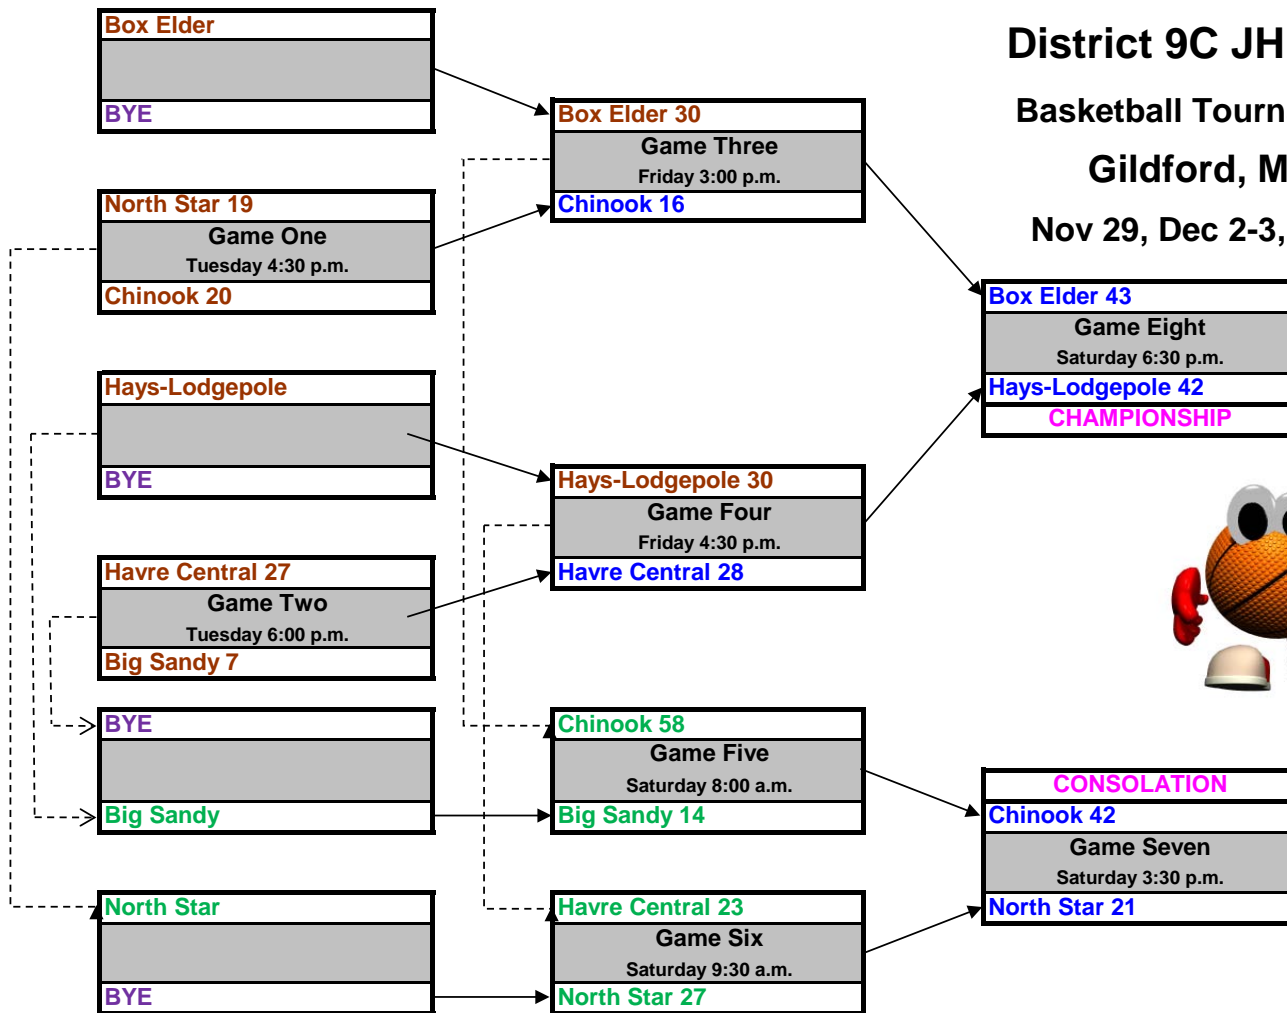 District 9C JH
Basketball Tourn
Gildford, M
Nov 29, Dec 2-3,
Box Elder
BYE
North Star 19
Game One
Tuesday 4:30 p.m.
Chinook 20
Hays-Lodgepole
BYE
Havre Central 27
Game Two
Tuesday 6:00 p.m.
Big Sandy 7
BYE
Big Sandy
North Star
BYE
Box Elder 30
Game Three
Friday 3:00 p.m.
Chinook 16
Hays-Lodgepole 30
Game Four
Friday 4:30 p.m.
Havre Central 28
Chinook 58
Game Five
Saturday 8:00 a.m.
Big Sandy 14
Havre Central 23
Game Six
Saturday 9:30 a.m.
North Star 27
Box Elder 43
Game Eight
Saturday 6:30 p.m.
Hays-Lodgepole 42
CHAMPIONSHIP
CONSOLATION
Chinook 42
Game Seven
Saturday 3:30 p.m.
North Star 21